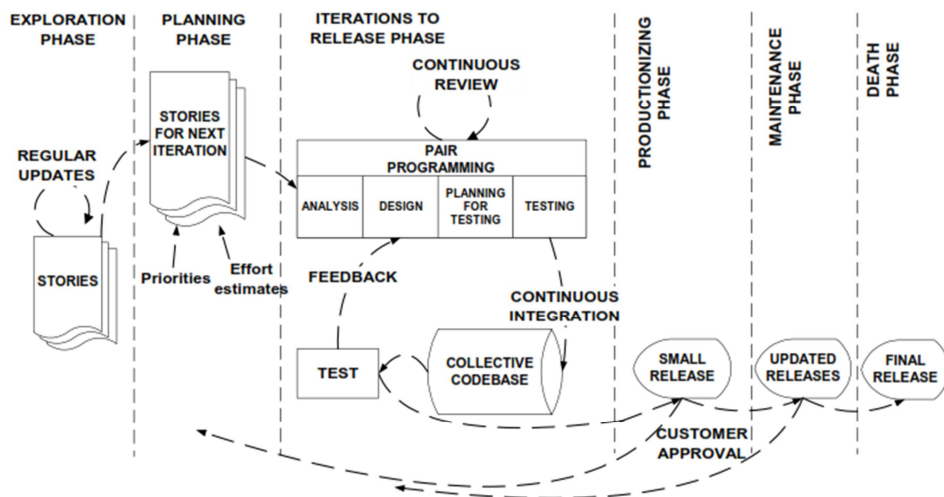 EXPLORATION
PHASE
PLANNING
PHASE
ITERATIONS TO
RELEASE PHASE
PRODUCTIONIZING
PHASE
MAINTENANCE
PHASE
DEATH
PHASE
REGULAR
UPDATES
STORIES
STORIES
FOR NEXT
ITERATION
Priorities
Effort
estimates
CONTINUOUS
REVIEW
PAIR
PROGRAMMING
ANALYSIS
DESIGN
PLANNING
FOR
TESTING
TESTING
FEEDBACK
CONTINUOUS
INTEGRATION
TEST
COLLECTIVE
CODEBASE
SMALL
RELEASE
UPDATED
RELEASES
FINAL
RELEASE
CUSTOMER
APPROVAL